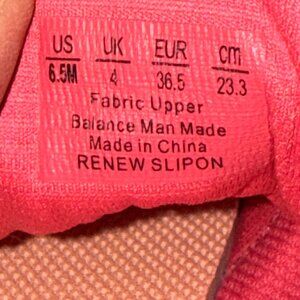 US UK EUR cm
6.5M 4 36.5 23.3
Fabric Upper
Balance Man Made
Made in China
RENEW SLIPON